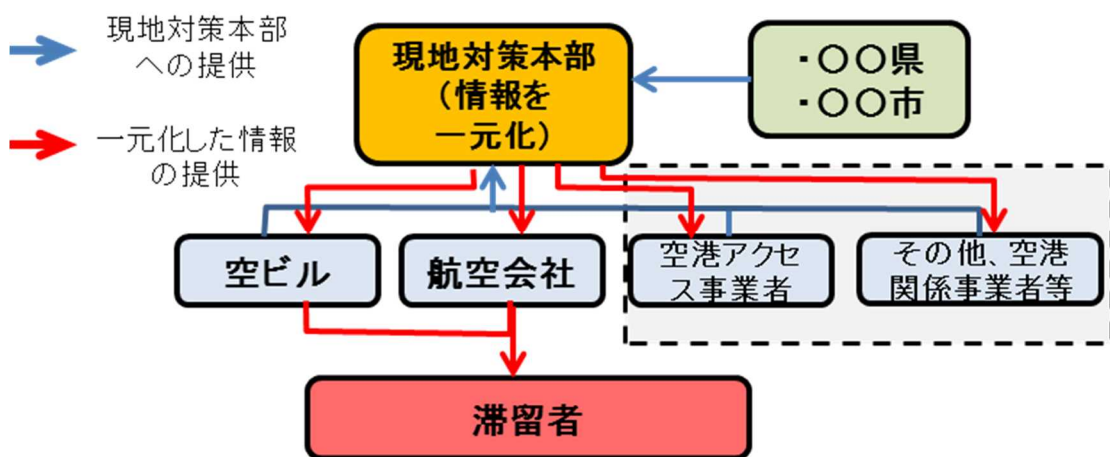 現地対策本部
への提供
一元化した情報
の提供
現地対策本部
（情報を
一元化）
・〇〇県
・〇〇市
空ビル
航空会社
空港アクセ
ス事業者
その他、空港
関係事業者等
滞留者